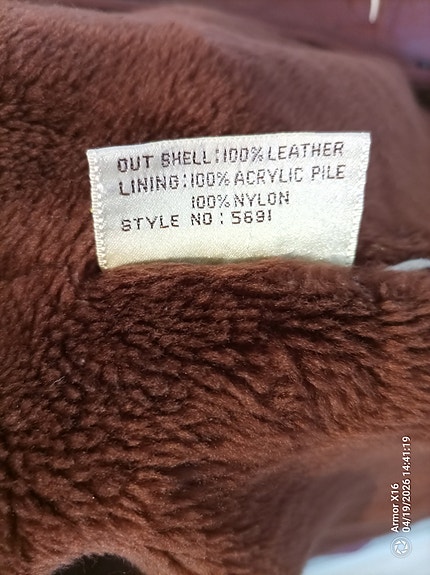 OUT SHELL:100% LEATHER
LINING:100% ACRYLIC PILE
100% NYLON
STYLE NO : 5691
Armor X16
04/19/2026 14:41:19